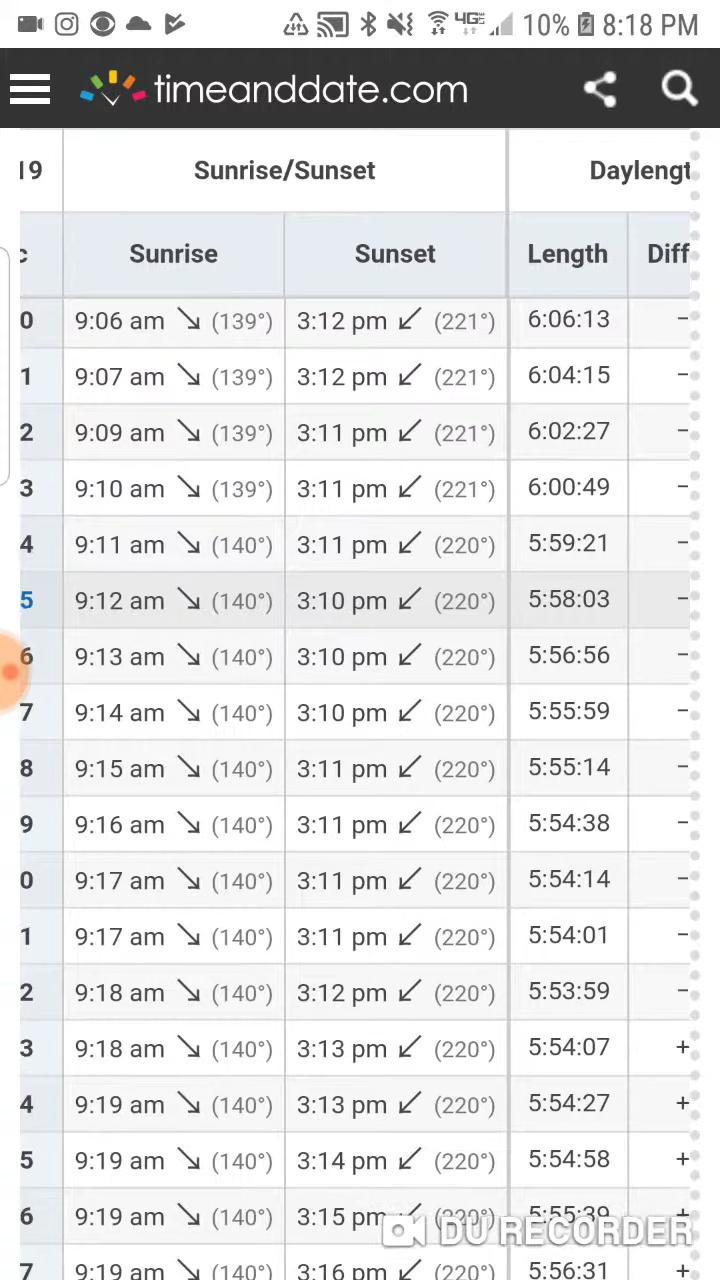 4GE 10% 8:18 PM
timeanddate.com
19 Sunrise/Sunset Daylengt
c Sunrise Sunset Length Diff
0 9:06 am ↘ (139°) 3:12 pm ↙ (221°) 6:06:13 −
1 9:07 am ↘ (139°) 3:12 pm ↙ (221°) 6:04:15 −
2 9:09 am ↘ (139°) 3:11 pm ↙ (221°) 6:02:27 −
3 9:10 am ↘ (139°) 3:11 pm ↙ (221°) 6:00:49 −
4 9:11 am ↘ (140°) 3:11 pm ↙ (220°) 5:59:21 −
5 9:12 am ↘ (140°) 3:10 pm ↙ (220°) 5:58:03 −
6 9:13 am ↘ (140°) 3:10 pm ↙ (220°) 5:56:56 −
7 9:14 am ↘ (140°) 3:10 pm ↙ (220°) 5:55:59 −
8 9:15 am ↘ (140°) 3:11 pm ↙ (220°) 5:55:14 −
9 9:16 am ↘ (140°) 3:11 pm ↙ (220°) 5:54:38 −
0 9:17 am ↘ (140°) 3:11 pm ↙ (220°) 5:54:14 −
1 9:17 am ↘ (140°) 3:11 pm ↙ (220°) 5:54:01 −
2 9:18 am ↘ (140°) 3:12 pm ↙ (220°) 5:53:59 −
3 9:18 am ↘ (140°) 3:13 pm ↙ (220°) 5:54:07 +
4 9:19 am ↘ (140°) 3:13 pm ↙ (220°) 5:54:27 +
5 9:19 am ↘ (140°) 3:14 pm ↙ (220°) 5:54:58 +
6 9:19 am ↘ (140°) 3:15 pm ↙ (220°) 5:55:39 +
DU RECORDER
7 9:19 am ↘ (140°) 3:16 pm ↙ (220°) 5:56:31 +